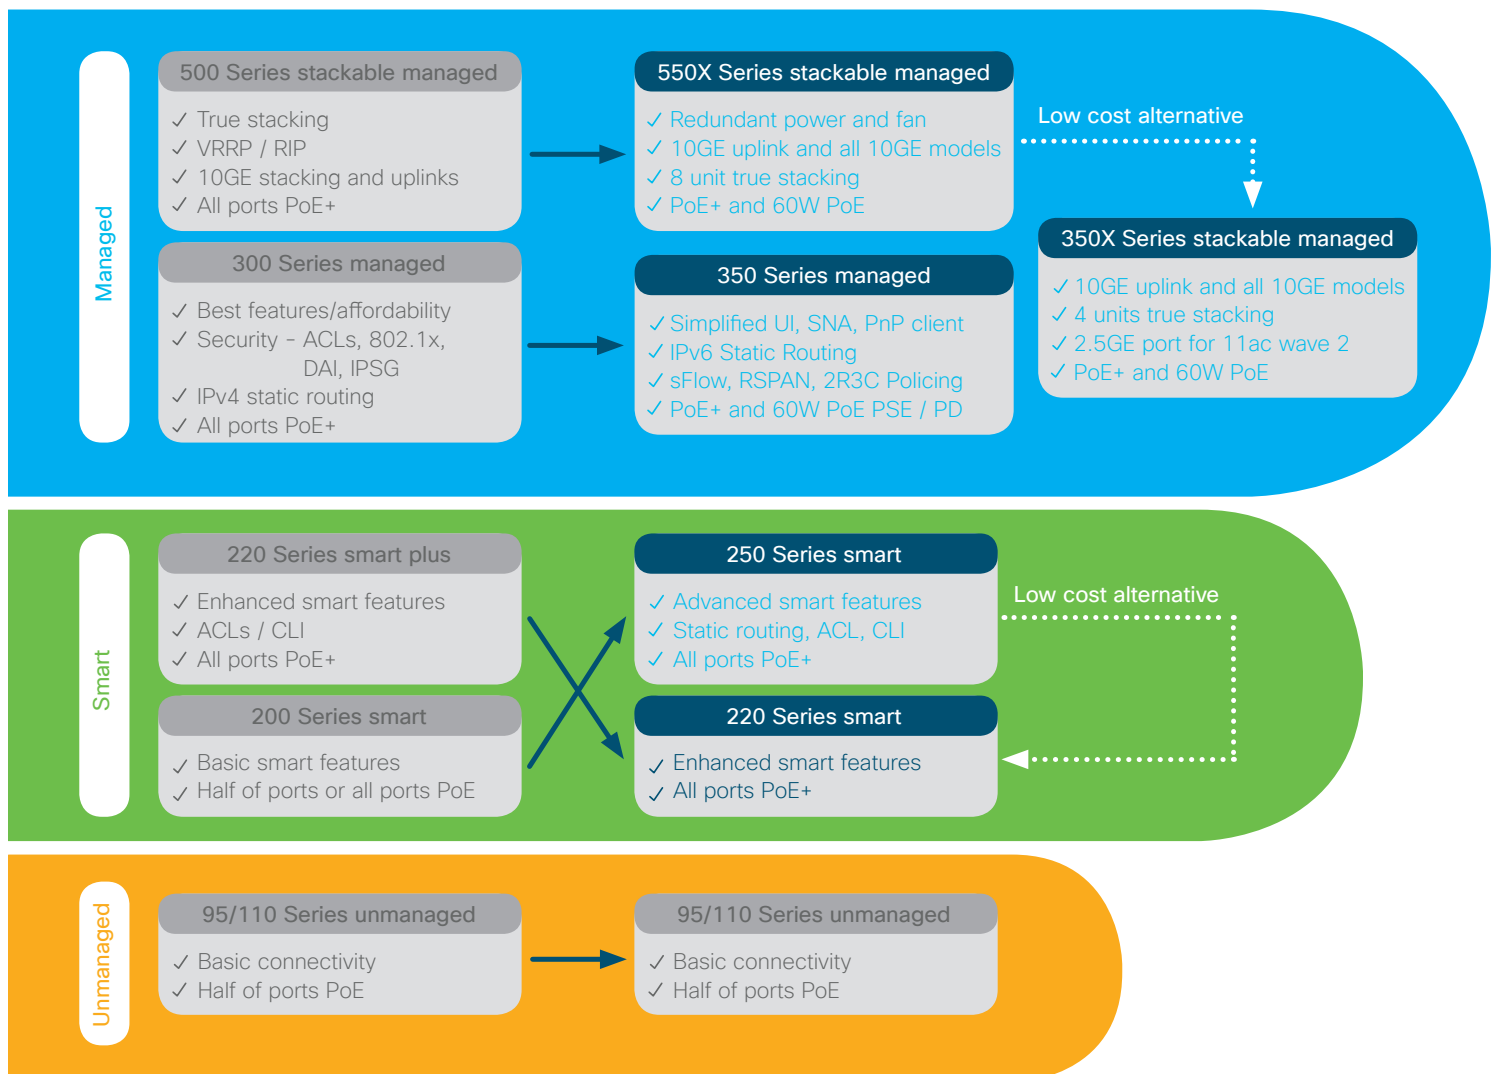 Managed
500 Series stackable managed
✓ True stacking
✓ VRRP / RIP
✓ 10GE stacking and uplinks
✓ All ports PoE+
550X Series stackable managed
✓ Redundant power and fan
✓ 10GE uplink and all 10GE models
✓ 8 unit true stacking
✓ PoE+ and 60W PoE
Low cost alternative
300 Series managed
✓ Best features/affordability
✓ Security - ACLs, 802.1x,
DAI, IPSG
✓ IPv4 static routing
✓ All ports PoE+
350 Series managed
✓ Simplified UI, SNA, PnP client
✓ IPv6 Static Routing
✓ sFlow, RSPAN, 2R3C Policing
✓ PoE+ and 60W PoE PSE / PD
350X Series stackable managed
✓ 10GE uplink and all 10GE models
✓ 4 units true stacking
✓ 2.5GE port for 11ac wave 2
✓ PoE+ and 60W PoE
Smart
220 Series smart plus
✓ Enhanced smart features
✓ ACLs / CLI
✓ All ports PoE+
250 Series smart
✓ Advanced smart features
✓ Static routing, ACL, CLI
✓ All ports PoE+
Low cost alternative
200 Series smart
✓ Basic smart features
✓ Half of ports or all ports PoE
220 Series smart
✓ Enhanced smart features
✓ All ports PoE+
Unmanaged
95/110 Series unmanaged
✓ Basic connectivity
✓ Half of ports PoE
95/110 Series unmanaged
✓ Basic connectivity
✓ Half of ports PoE